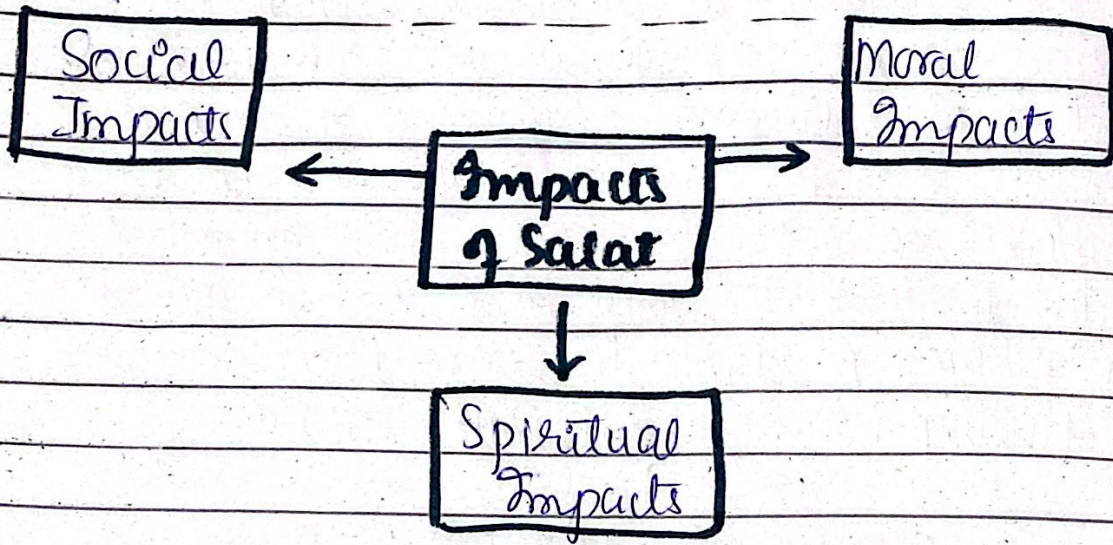 Social
Impacts
Moral
Impacts
Impacts
of Salat
Spiritual
Impacts